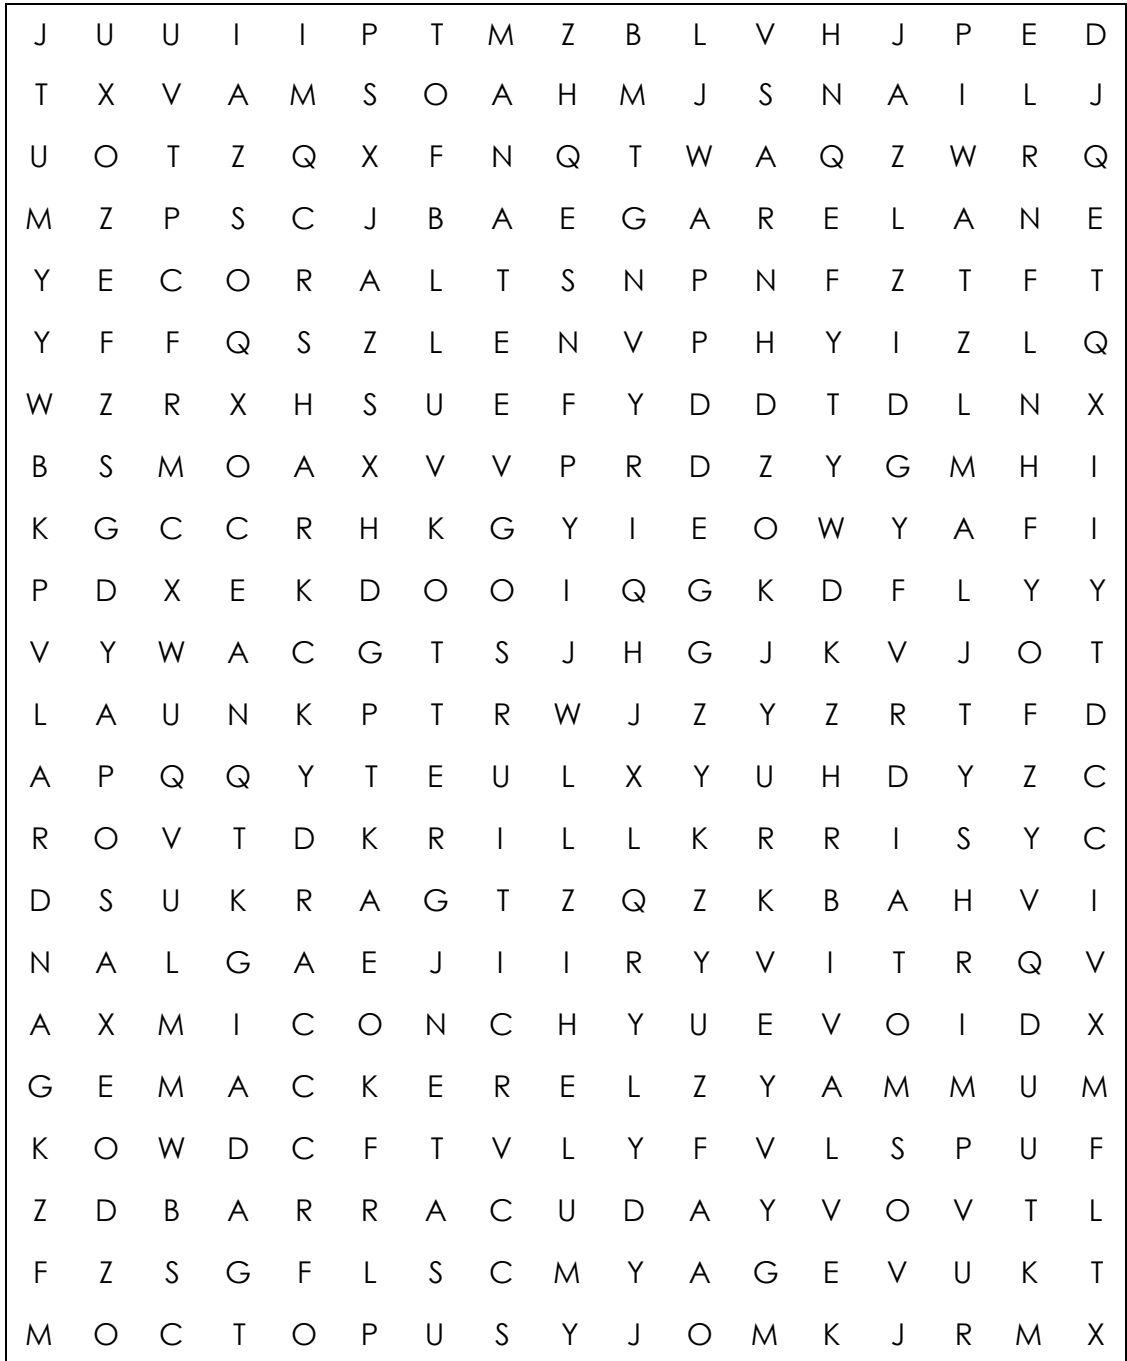 J U U I I P T M Z B L V H J P E D
T X V A M S O A H M J S N A I L J
U O T Z Q X F N Q T W A Q Z W R Q
M Z P S C J B A E G A R E L A N E
Y E C O R A L T S N P N F Z T F T
Y F F Q S Z L E N V P H Y I Z L Q
W Z R X H S U E F Y D D T D L N X
B S M O A X V V P R D Z Y G M H I
K G C C R H K G Y I E O W Y A F I
P D X E K D O O I Q G K D F L Y Y
V Y W A C G T S J H G J K V J O T
L A U N K P T R W J Z Y Z R T F D
A P Q Q Y T E U L X Y U H D Y Z C
R O V T D K R I L L K R R I S Y C
D S U K R A G T Z Q Z K B A H V I
N A L G A E J I I R Y V I T R Q V
A X M I C O N C H Y U E V O I D X
G E M A C K E R E L Z Y A M M U M
K O W D C F T V L Y F V L S P U F
Z D B A R R A C U D A Y V O V T L
F Z S G F L S C M Y A G E V U K T
M O C T O P U S Y J O M K J R M X